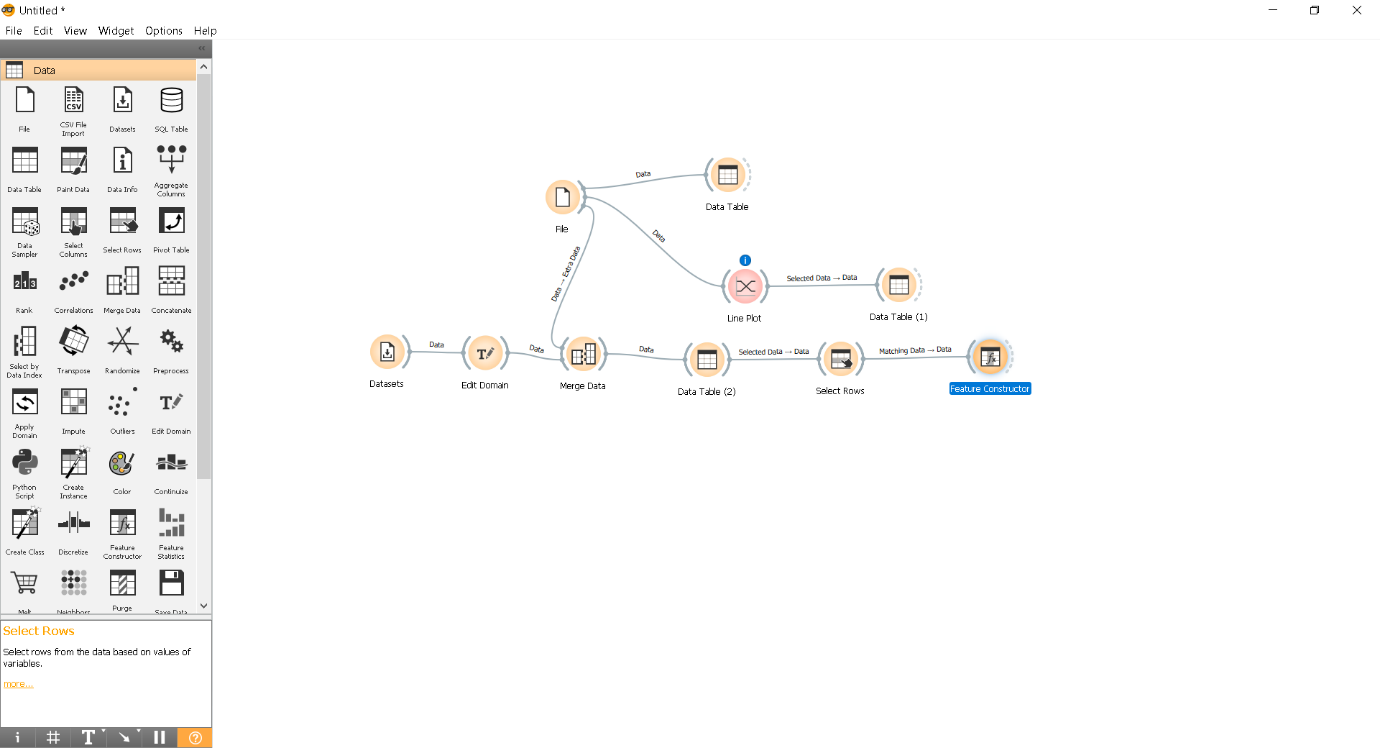 Untitled *
File Edit View Widget Options Help
«
Data
File
CSV File
Import
Datasets
SQL Table
Data Table
Paint Data
Data Info
Aggregate
Columns
Data
Sampler
Select
Columns
Select Rows
Pivot Table
Rank
Correlations
Merge Data
Concatenate
Select by
Data Index
Transpose
Randomize
Preprocess
Apply
Domain
Impute
Outliers
Edit Domain
Python
Script
Create
Instance
Color
Continuize
Create Class
Discretize
Feature
Constructor
Feature
Statistics
Melt
Neighbors
Purge
Save Data
Select Rows
Select rows from the data based on values of
variables.
more...
Data
Data Table
File
Data
Data → Extra Data
Line Plot
Selected Data → Data
Data Table (1)
Datasets
Data
Edit Domain
Data
Merge Data
Data
Data Table (2)
Selected Data → Data
Select Rows
Matching Data → Data
Feature Constructor